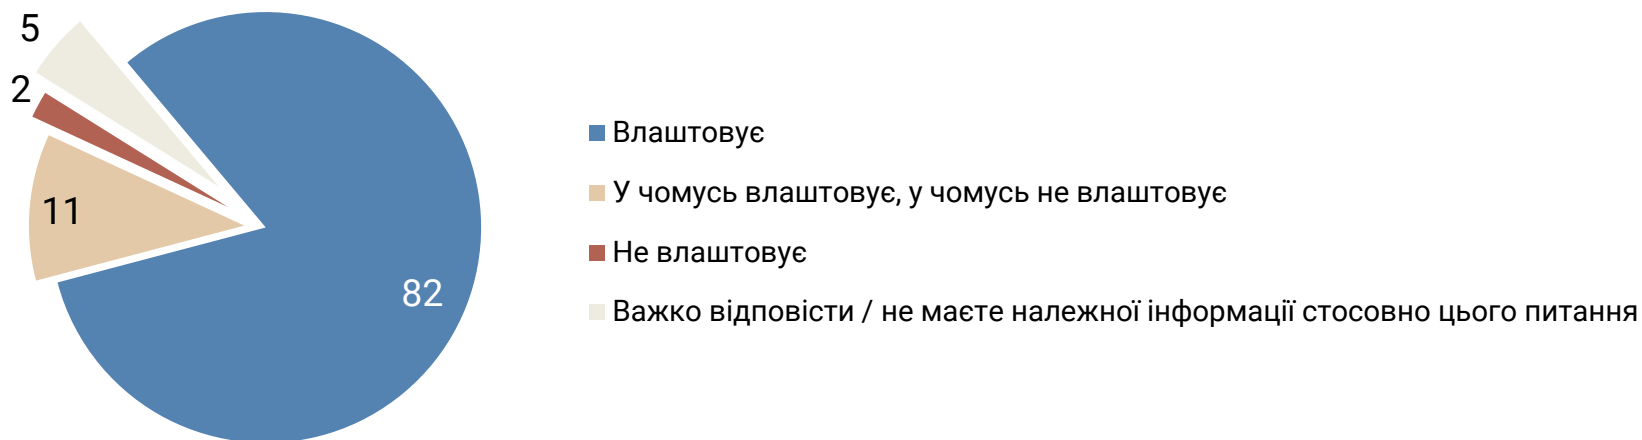 5
2
11
82
Влаштовує
У чомусь влаштовує, у чомусь не влаштовує
Не влаштовує
Важко відповісти / не маєте належної інформації стосовно цього питання